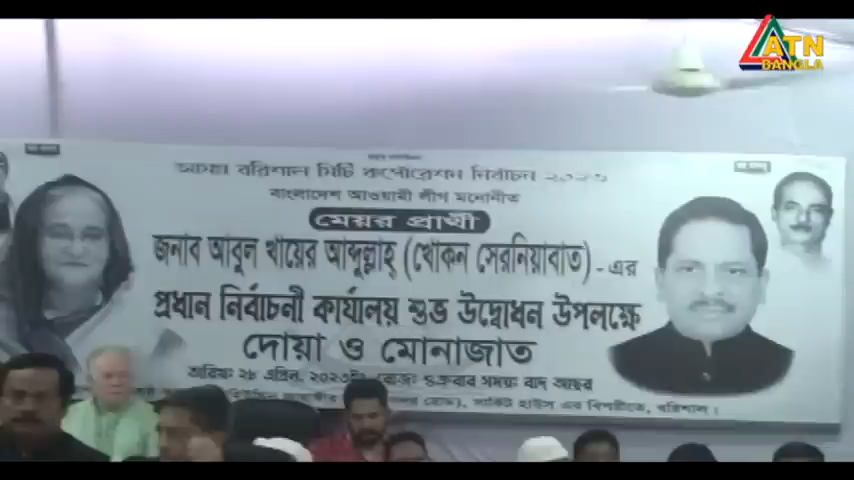 ATN
BANGLA
আসন্ন বরিশাল সিটি কর্পোরেশন নির্বাচন ২০২৩
বাংলাদেশ আওয়ামী লীগ মনোনীত
মেয়র প্রার্থী
জনাব আবুল খায়ের আব্দুল্লাহ্ (খোকন সেরনিয়াবাত) - এর
প্রধান নির্বাচনী কার্যালয় শুভ উদ্বোধন উপলক্ষে
দোয়া ও মোনাজাত
তারিখঃ ২৮ এপ্রিল, ২০২৩ইং রোজঃ শুক্রবার সময়ঃ বাদ আছর
রোড), সার্কিট হাউস এর বিপরীতে, বরিশাল।